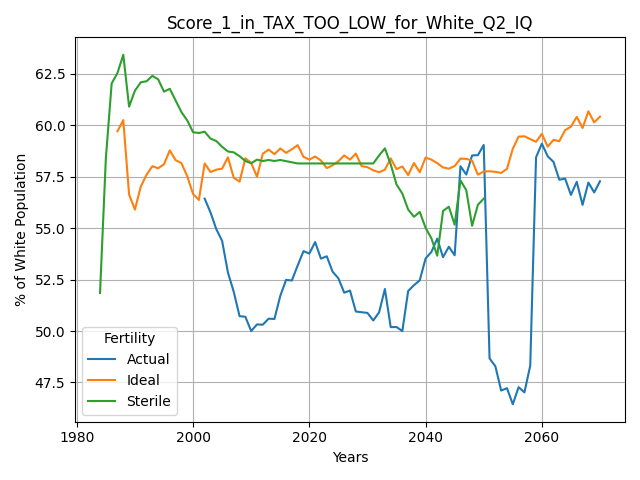 Score_1_in_TAX_TOO_LOW_for_White_Q2_IQ
% of White Population
62.5
60.0
57.5
55.0
52.5
50.0
47.5
Fertility
Actual
Ideal
Sterile
1980
2000
2020
2040
2060
Years